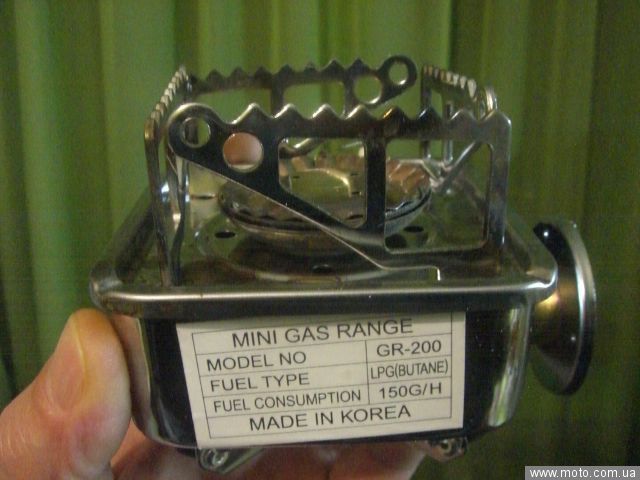 MINI GAS RANGE
MODEL NO GR-200
FUEL TYPE LPG(BUTANE)
FUEL CONSUMPTION 150G/H
MADE IN KOREA
www.moto.com.ua